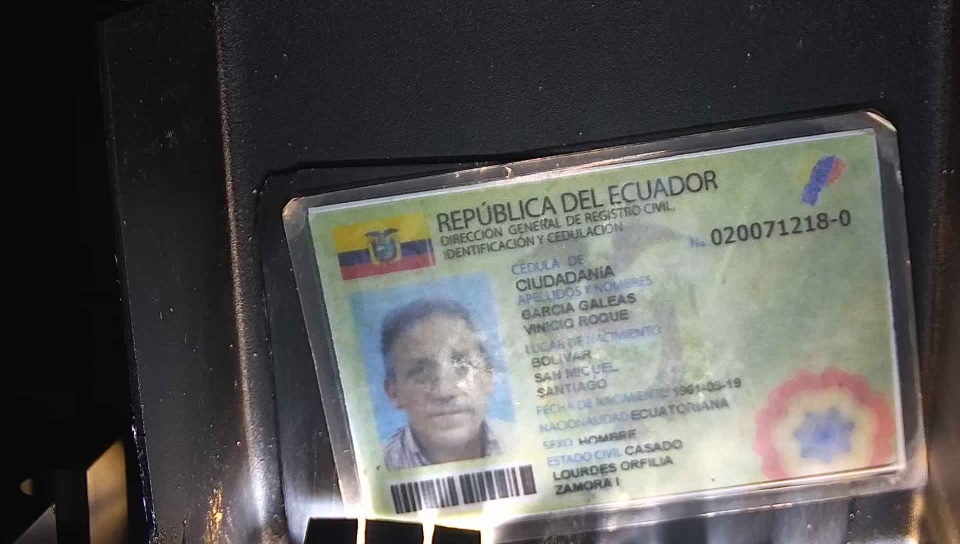 REPÚBLICA DEL ECUADOR
DIRECCIÓN GENERAL DE REGISTRO CIVIL,
IDENTIFICACIÓN Y CEDULACIÓN
No. 020071218-0
CÉDULA DE
CIUDADANÍA
APELLIDOS Y NOMBRES
GARCIA GALEAS
VINICIO ROQUE
LUGAR DE NACIMIENTO
BOLIVAR
SAN MIGUEL
SANTIAGO
FECHA DE NACIMIENTO 1961-05-19
NACIONALIDAD ECUATORIANA
SEXO HOMBRE
ESTADO CIVIL CASADO
LOURDES ORFILIA
ZAMORA I